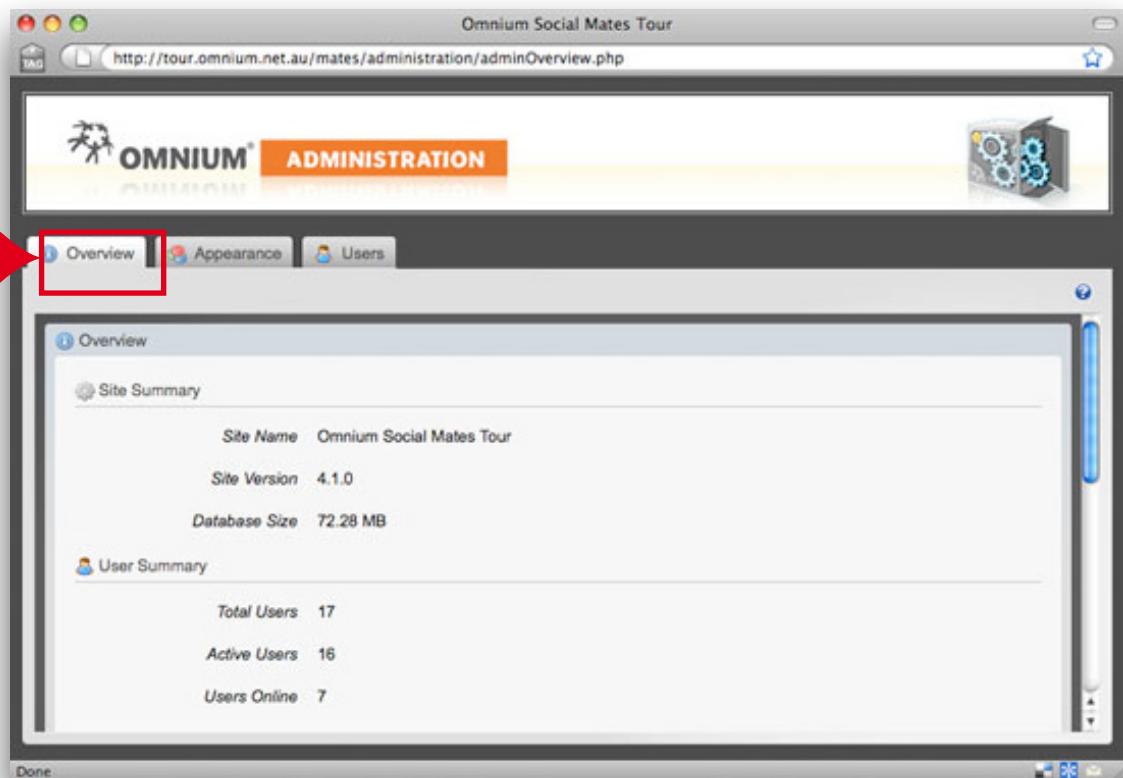 Omnium Social Mates Tour
TAG
http://tour.omnium.net.au/mates/administration/adminOverview.php
OMNIUM® ADMINISTRATION
Overview Appearance Users
Overview
Site Summary
Site Name Omnium Social Mates Tour
Site Version 4.1.0
Database Size 72.28 MB
User Summary
Total Users 17
Active Users 16
Users Online 7
Done